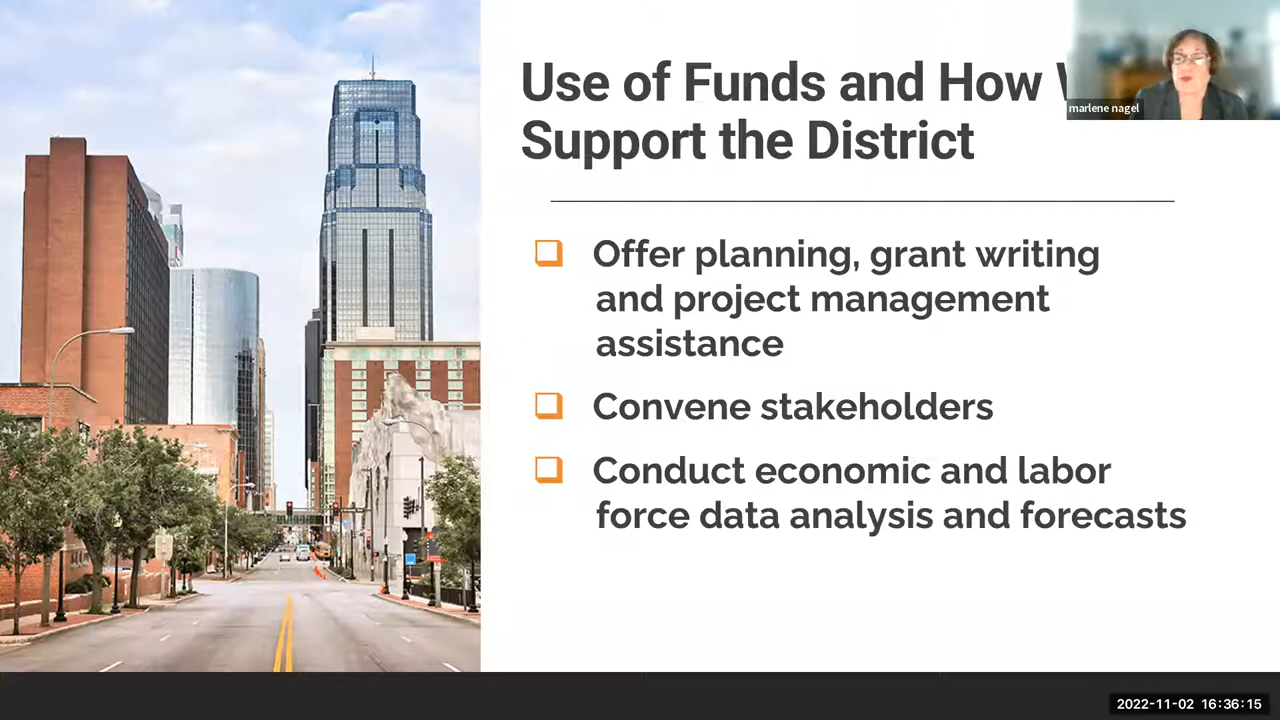 Use of Funds and How
Support the District
marlene nagel
Offer planning, grant writing
and project management
assistance
Convene stakeholders
Conduct economic and labor
force data analysis and forecasts
2022-11-02 16:36:15